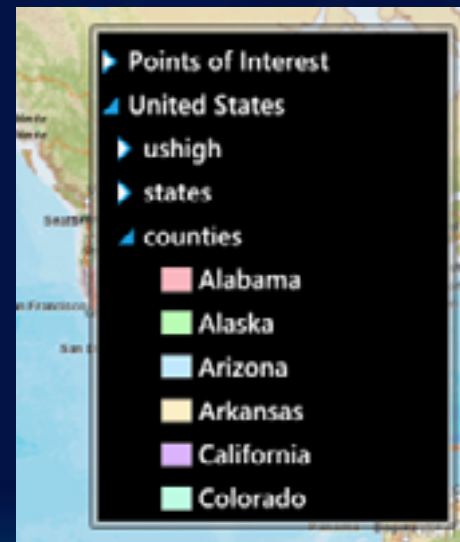 Points of Interest
United States
ushigh
states
counties
Alabama
Alaska
Arizona
Arkansas
California
Colorado